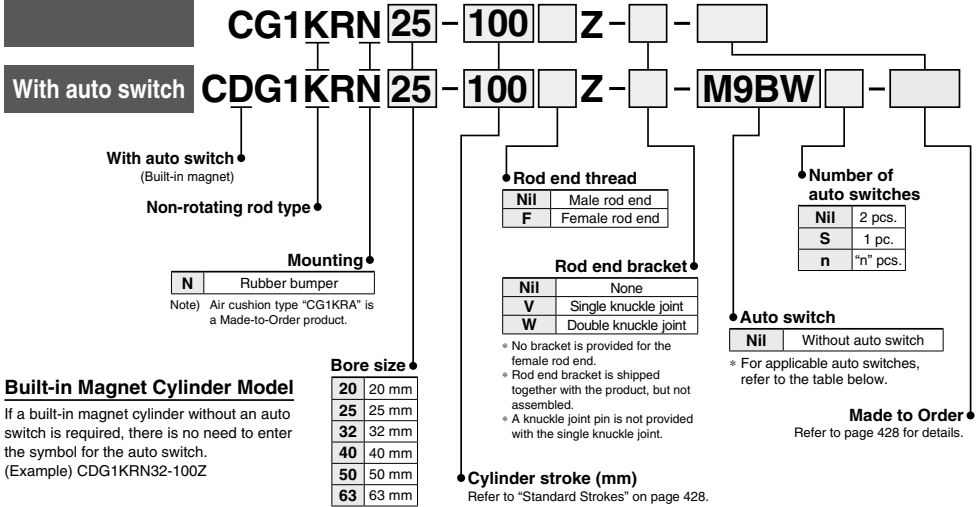 CG1KRN 25 - 100 Z - -
With auto switch CDG1KRN 25 - 100 Z - - M9BW -
With auto switch
(Built-in magnet)
Non-rotating rod type
Mounting
N Rubber bumper
Note) Air cushion type “CG1KRA” is
a Made-to-Order product.
Built-in Magnet Cylinder Model
If a built-in magnet cylinder without an auto
switch is required, there is no need to enter
the symbol for the auto switch.
(Example) CDG1KRN32-100Z
Bore size
20 20 mm
25 25 mm
32 32 mm
40 40 mm
50 50 mm
63 63 mm
Cylinder stroke (mm)
Refer to “Standard Strokes” on page 428.
Rod end thread
Nil Male rod end
F Female rod end
Rod end bracket
Nil None
V Single knuckle joint
W Double knuckle joint
∗ No bracket is provided for the
female rod end.
∗ Rod end bracket is shipped
together with the product, but not
assembled.
∗ A knuckle joint pin is not provided
with the single knuckle joint.
Number of
auto switches
Nil 2 pcs.
S 1 pc.
n “n” pcs.
Auto switch
Nil Without auto switch
∗ For applicable auto switches,
refer to the table below.
Made to Order
Refer to page 428 for details.